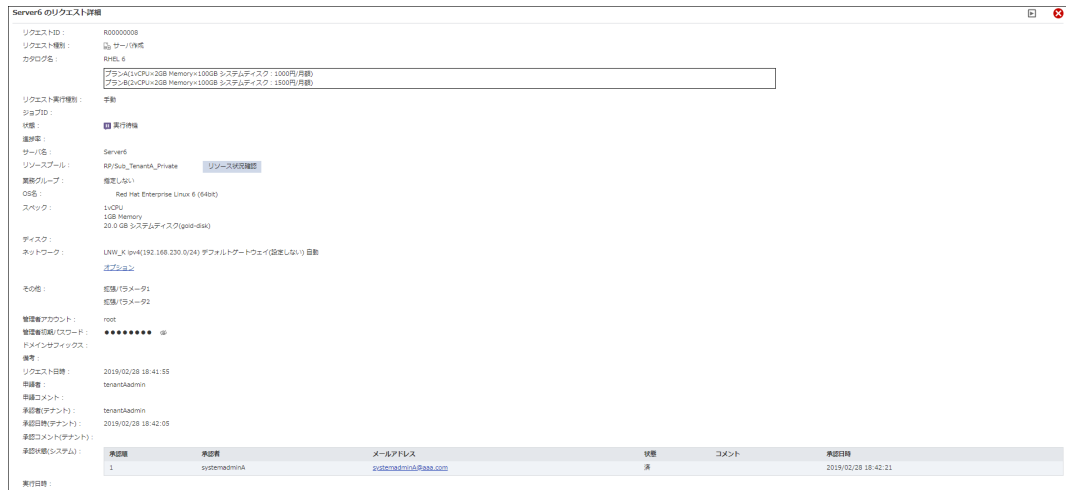 Server6 のリクエスト詳細
リクエストID： R00000008
リクエスト種別： サーバ作成
カタログ名： RHEL 6
プランA(1vCPU×2GB Memory×100GB システムディスク：1000円/月額)
プランB(2vCPU×2GB Memory×100GB システムディスク：1500円/月額)
リクエスト実行種別： 手動
ジョブID：
状態： 実行待機
進捗率：
サーバ名： Server6
リソースプール： RP/Sub_TenantA_Private リソース状況確認
業務グループ： 指定しない
OS名： Red Hat Enterprise Linux 6 (64bit)
スペック： 1vCPU
1GB Memory
20.0 GB システムディスク(gold-disk)
ディスク：
ネットワーク： LNW_K ipv4(192.168.230.0/24) デフォルトゲートウェイ(設定しない) 自動
オプション
その他： 拡張パラメータ1
拡張パラメータ2
管理者アカウント： root
管理者初期パスワード： ●●●●●●●●
ドメインサフィックス：
備考：
リクエスト日時： 2019/02/28 18:41:55
申請者： tenantAadmin
申請コメント：
承認者(テナント)： tenantAadmin
承認日時(テナント)： 2019/02/28 18:42:05
承認コメント(テナント)：
承認状態(システム)： 承認順 承認者 メールアドレス 状態 コメント 承認日時
1 systemadminA systemadminA@aaa.com 済 2019/02/28 18:42:21
実行日時：